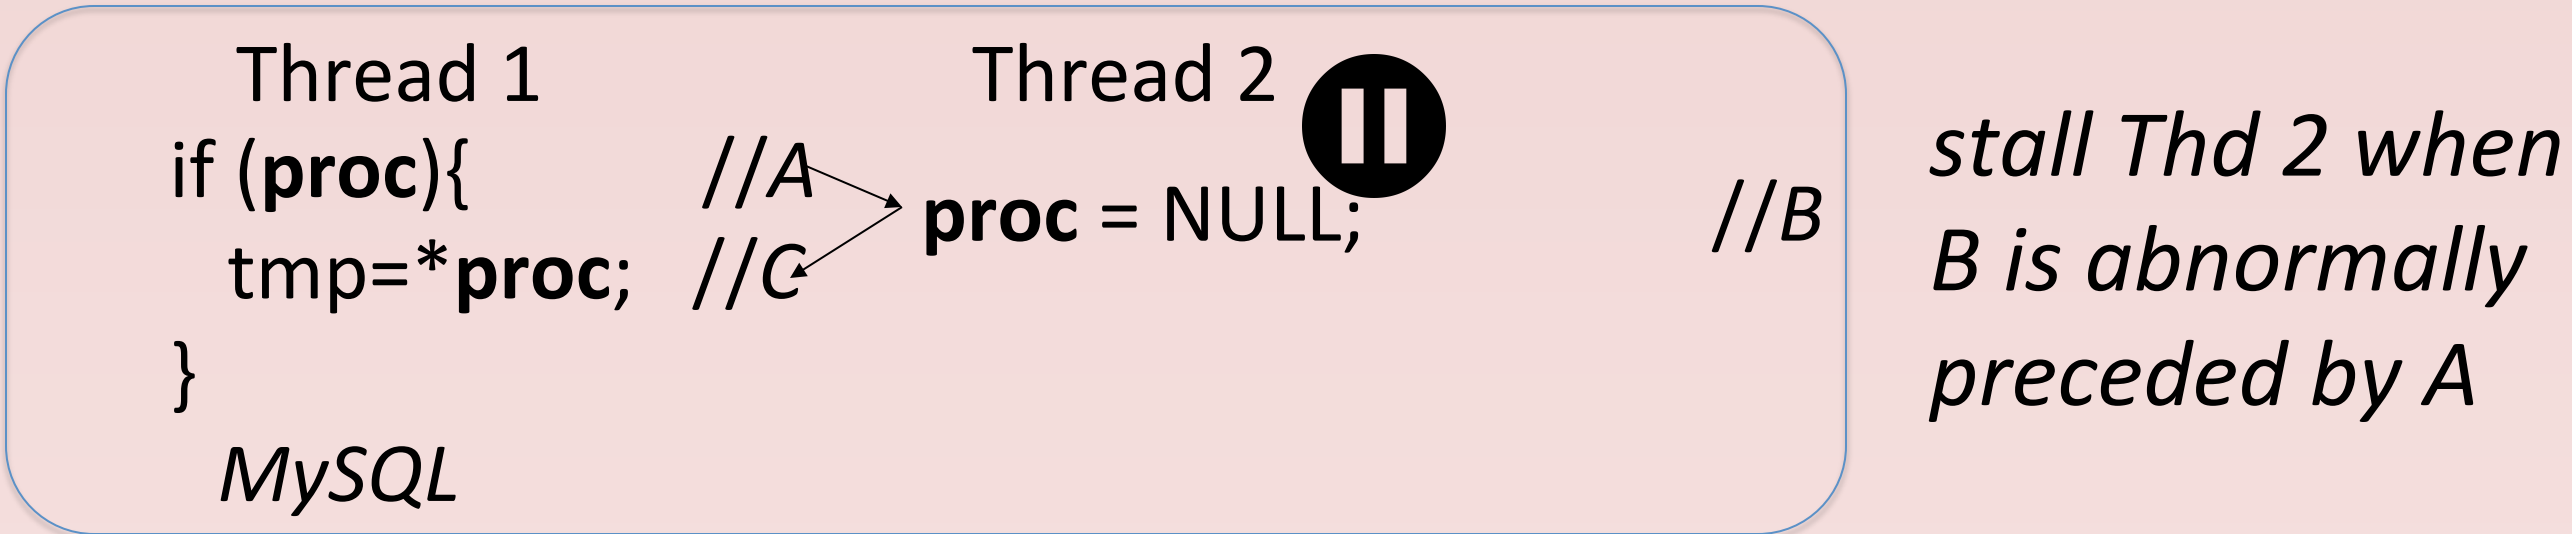 Thread 1 Thread 2
if (proc){ //A
proc = NULL; //B
tmp=*proc; //C
}
MySQL
stall Thd 2 when
B is abnormally
preceded by A